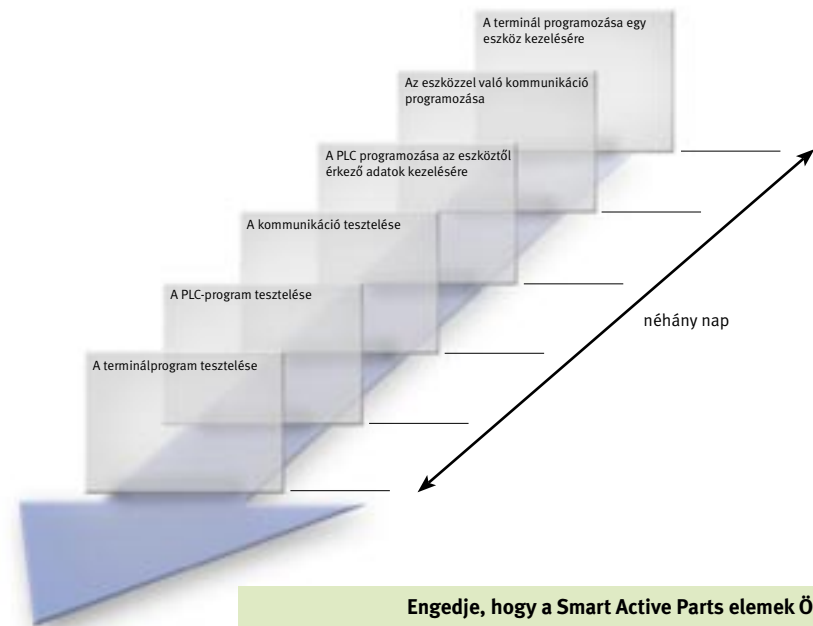 A terminál programozása egy
eszköz kezelésére
Az eszközzel való kommunikáció
programozása
A PLC programozása az eszköztől
érkező adatok kezelésére
A kommunikáció tesztelése
A PLC-program tesztelése
A terminálprogram tesztelése
néhány nap
Engedje, hogy a Smart Active Parts elemek Ö